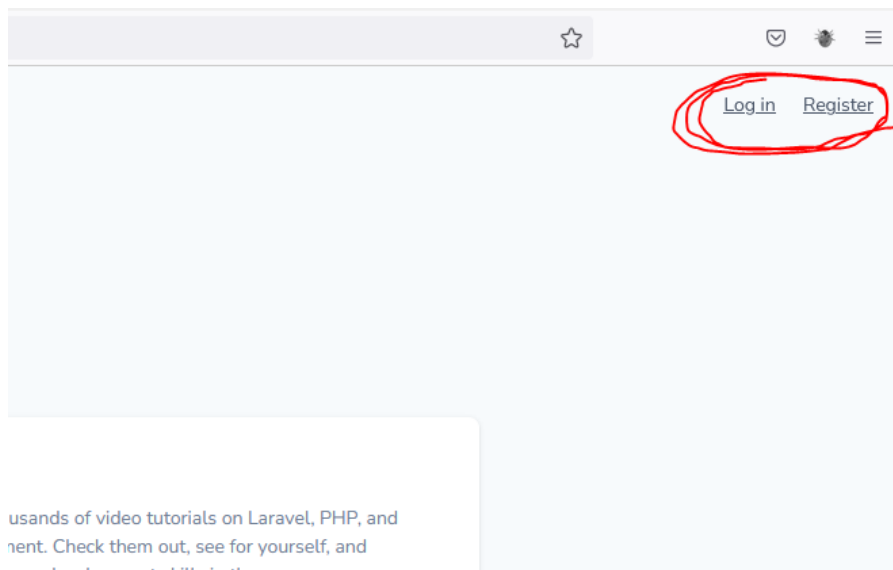 Log in Register
usands of video tutorials on Laravel, PHP, and
nent. Check them out, see for yourself, and